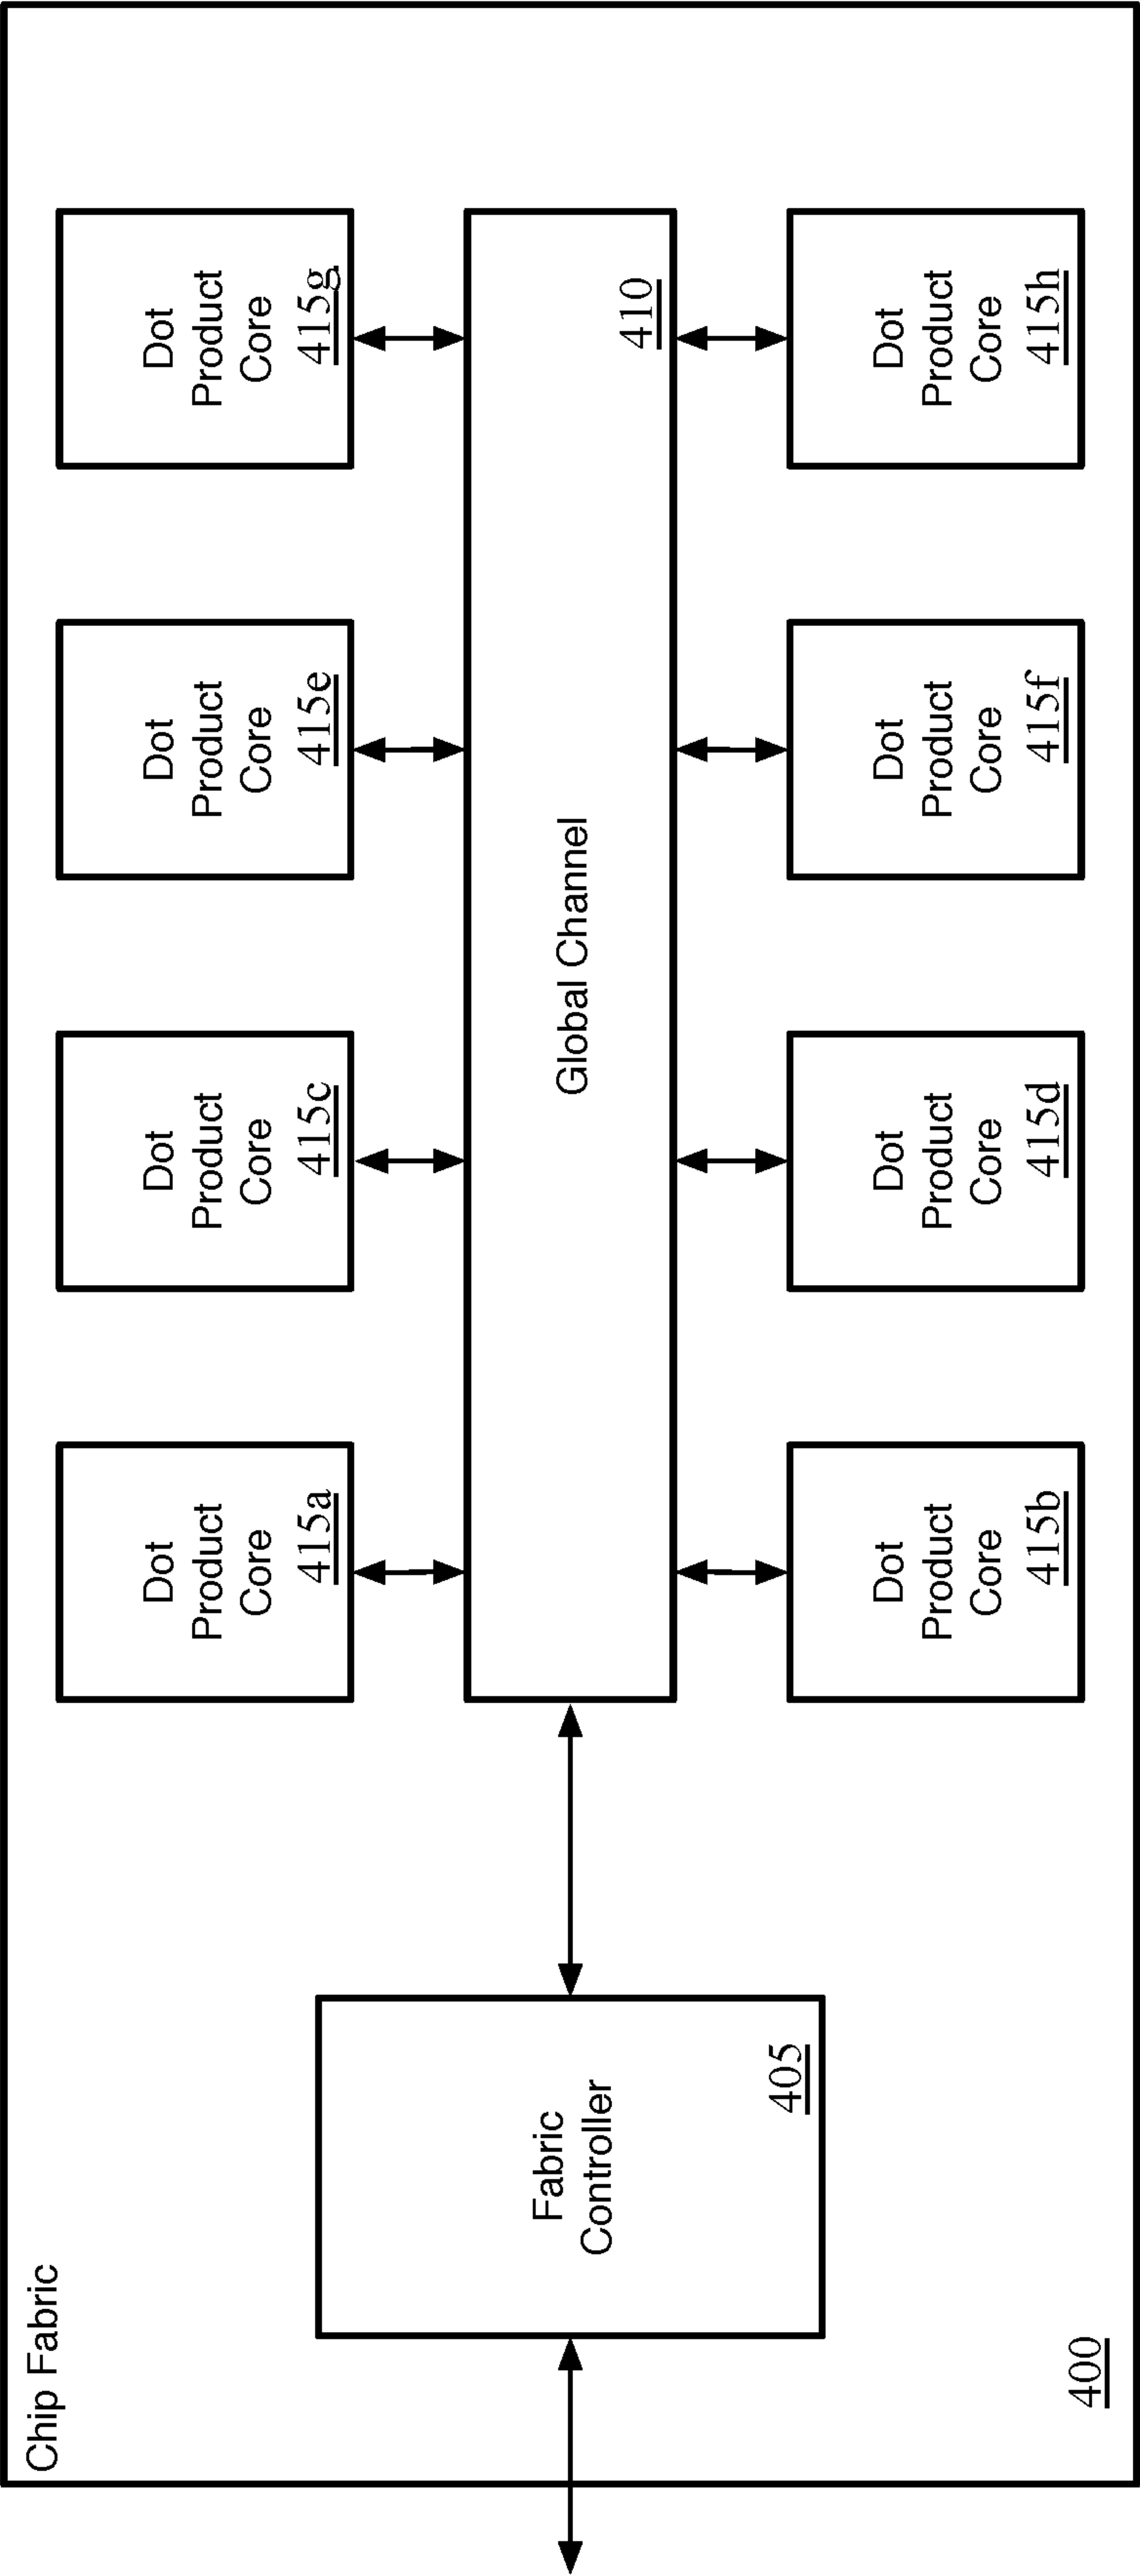 Chip Fabric
Fabric
Controller
405
Global Channel
410
Dot
Product
Core
415a
Dot
Product
Core
415c
Dot
Product
Core
415e
Dot
Product
Core
415g
Dot
Product
Core
415b
Dot
Product
Core
415d
Dot
Product
Core
415f
Dot
Product
Core
415h
400